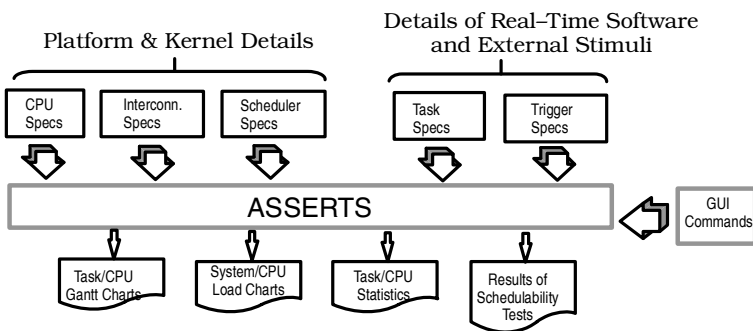 Platform & Kernel Details
Details of Real–Time Software
and External Stimuli
CPU
Specs
Interconn.
Specs
Scheduler
Specs
Task
Specs
Trigger
Specs
ASSERTS
GUI
Commands
Task/CPU
Gantt Charts
System/CPU
Load Charts
Task/CPU
Statistics
Results of
Schedulability
Tests